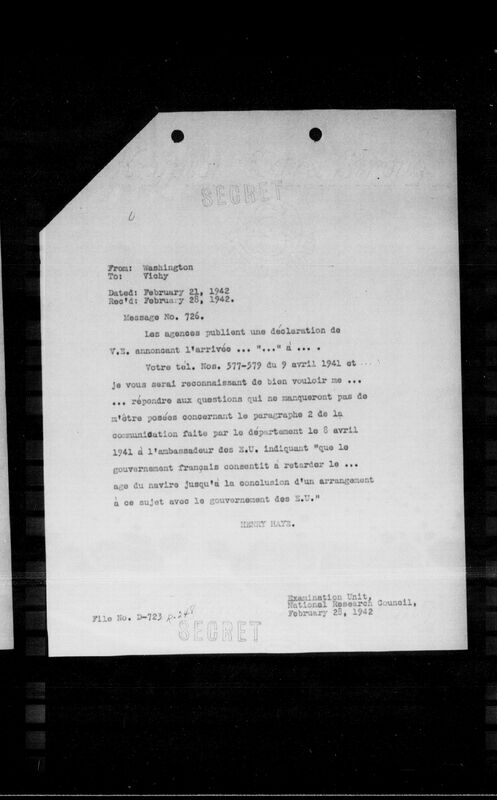 SECRET
From: Washington
To: Vichy
Dated: February 21, 1942
Rec'd: February 28, 1942.
Message No. 726.
Les agences publient une déclaration de
V.E. annoncant l'arrivée ... "..." à ... .
Votre tél. Nos. 577-579 du 9 avril 1941 et ...
je vous serai reconnaissant de bien vouloir me ...
... répondre aux questions qui ne manqueront pas de
m'être posées concernant le paragraphe 2 de la
communication faite par le département le 8 avril
1941 à l'ambassadeur des E.U. indiquant "que le
gouvernement français consentit à retarder le ...
age du navire jusqu'à la conclusion d'un arrangement
à ce sujet avec le gouvernement des E.U."
HENRY HAYE.
Examination Unit,
National Research Council,
February 28, 1942
File No. D-723 p.248
SECRET